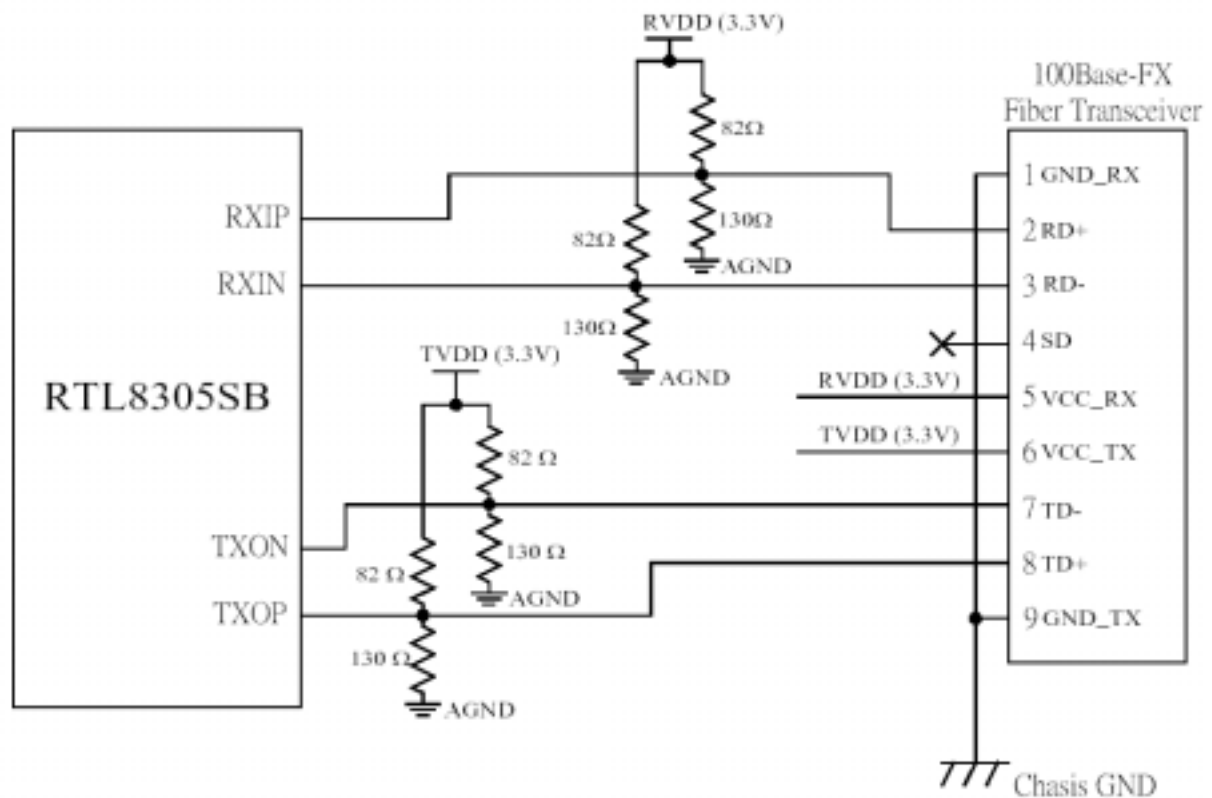 RVDD (3.3V)
100Base-FX
Fiber Transceiver
82Ω
1 GND_RX
RXIP
130Ω
2 RD+
82Ω
AGND
RXIN
3 RD-
130Ω
4 SD
TVDD (3.3V)
AGND
RVDD (3.3V)
5 VCC_RX
RTL8305SB
TVDD (3.3V)
6 VCC_TX
82 Ω
7 TD-
TXON
130 Ω
8 TD+
82 Ω
AGND
TXOP
9 GND_TX
130 Ω
AGND
Chasis GND